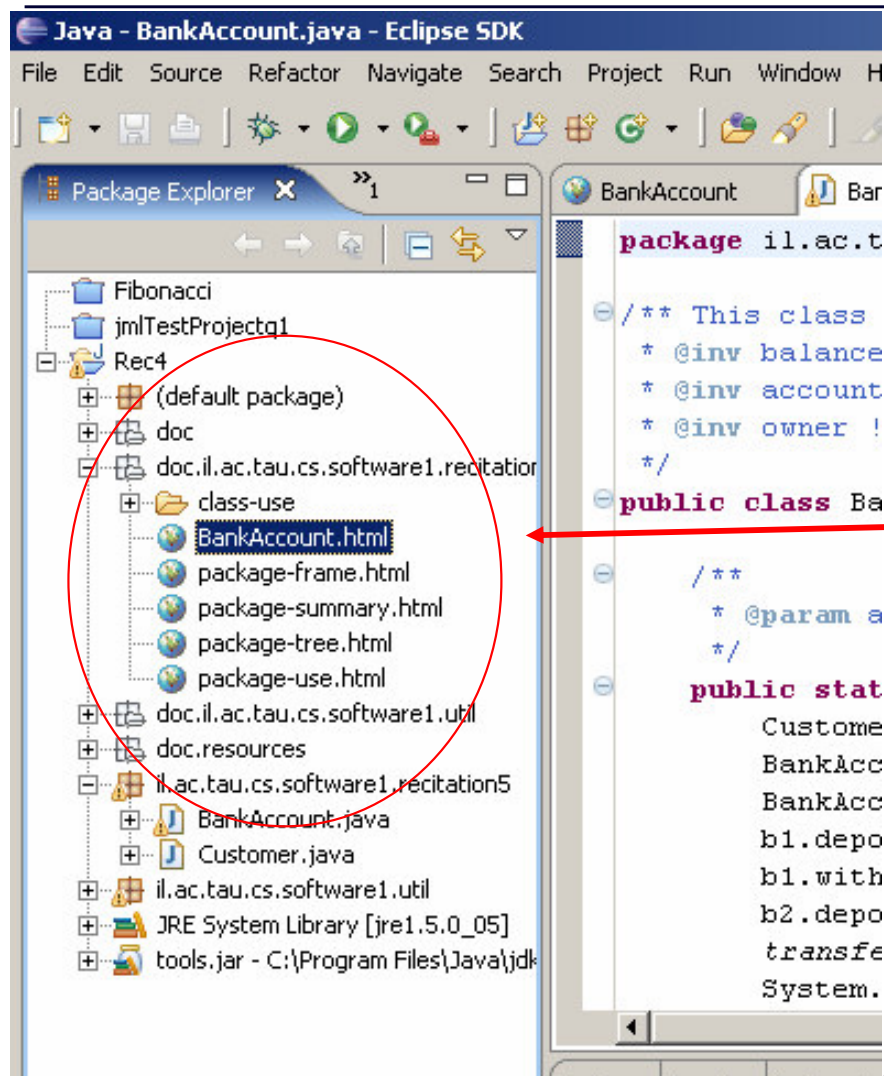 Java - BankAccount.java - Eclipse SDK
File Edit Source Refactor Navigate Search Project Run Window H
Package Explorer
»1
Fibonacci
jmlTestProjectq1
Rec4
(default package)
doc
doc.il.ac.tau.cs.software1.recitation
class-use
BankAccount.html
package-frame.html
package-summary.html
package-tree.html
package-use.html
doc.il.ac.tau.cs.software1.util
doc.resources
il.ac.tau.cs.software1.recitation5
BankAccount.java
Customer.java
il.ac.tau.cs.software1.util
JRE System Library [jre1.5.0_05]
tools.jar - C:\Program Files\Java\jdk
BankAccount
Ban
package il.ac.t
/** This class
* @inv balance
* @inv account
* @inv owner !
*/
public class Ba
/**
* @param a
*/
public stat
Custome
BankAcc
BankAcc
b1.depo
b1.with
b2.depo
transfe
System.